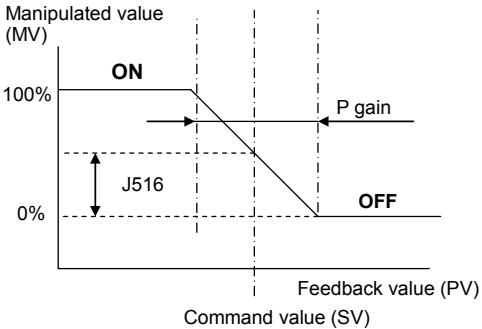 Manipulated value
(MV)
ON
100%
P gain
J516
OFF
0%
Feedback value (PV)
Command value (SV)